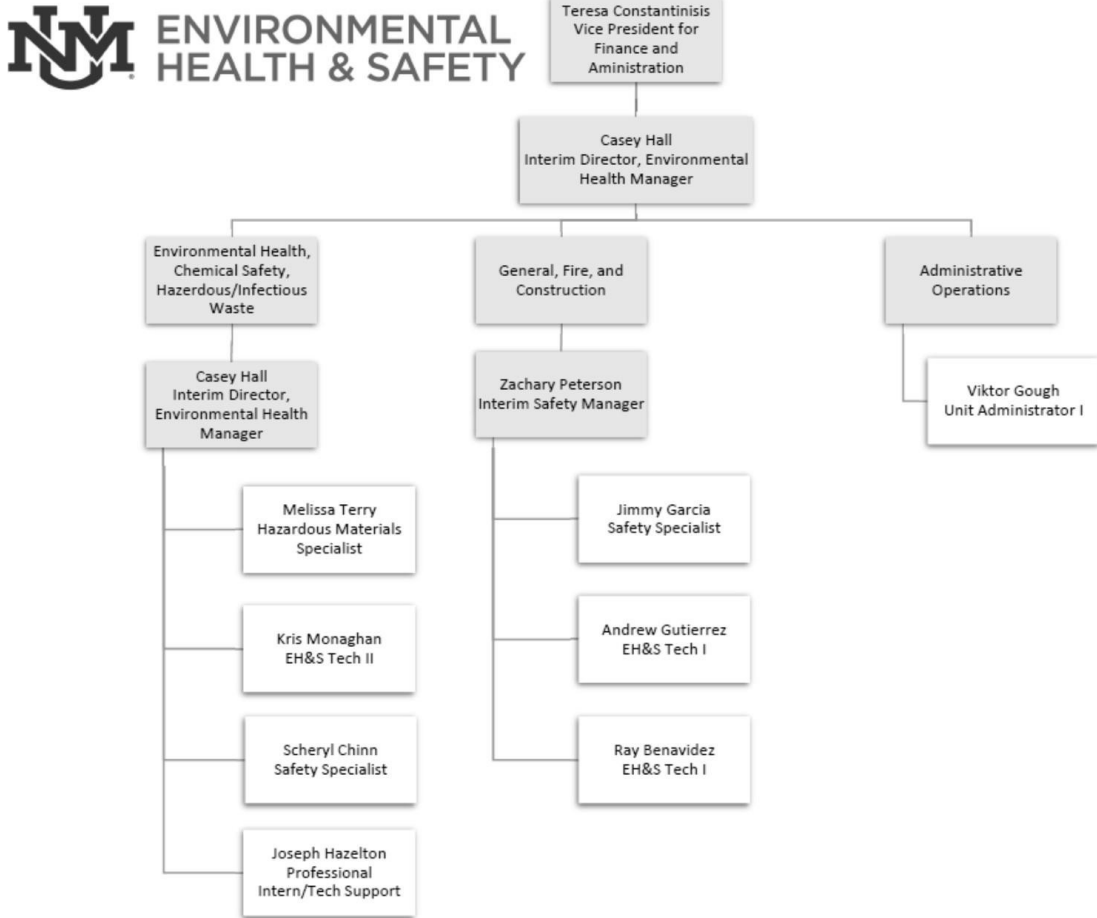 UNM ENVIRONMENTAL
HEALTH & SAFETY
Teresa Constantinisis
Vice President for
Finance and
Aministration
Casey Hall
Interim Director, Environmental
Health Manager
Environmental Health,
Chemical Safety,
Hazerdous/Infectious
Waste
General, Fire, and
Construction
Administrative
Operations
Casey Hall
Interim Director,
Environmental Health
Manager
Zachary Peterson
Interim Safety Manager
Viktor Gough
Unit Administrator I
Melissa Terry
Hazardous Materials
Specialist
Kris Monaghan
EH&S Tech II
Scheryl Chinn
Safety Specialist
Joseph Hazelton
Professional
Intern/Tech Support
Jimmy Garcia
Safety Specialist
Andrew Gutierrez
EH&S Tech I
Ray Benavidez
EH&S Tech I